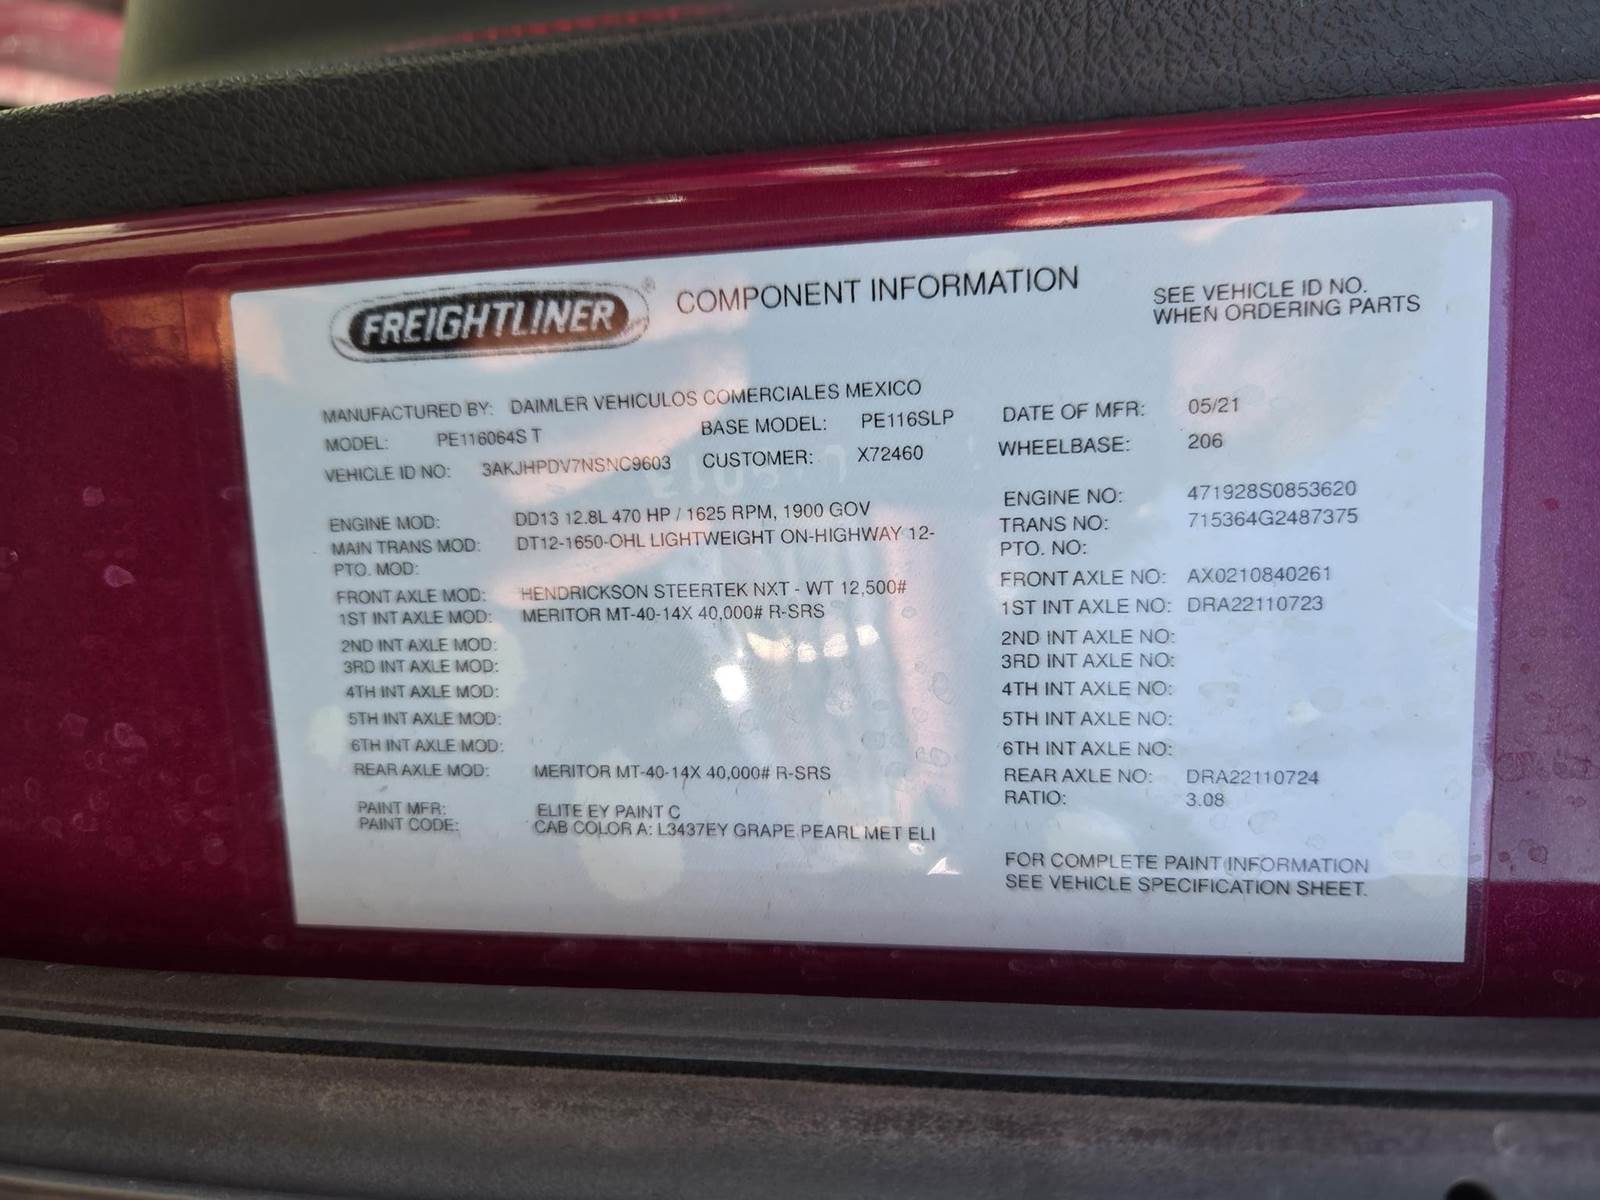 FREIGHTLINER®
COMPONENT INFORMATION
SEE VEHICLE ID NO.
WHEN ORDERING PARTS
MANUFACTURED BY: DAIMLER VEHICULOS COMERCIALES MEXICO
DATE OF MFR: 05/21
MODEL: PE116064S T BASE MODEL: PE116SLP
WHEELBASE: 206
VEHICLE ID NO: 3AKJHPDV7NSNC9603 CUSTOMER: X72460
ENGINE MOD: DD13 12.8L 470 HP / 1625 RPM, 1900 GOV
ENGINE NO: 471928S0853620
MAIN TRANS MOD: DT12-1650-OHL LIGHTWEIGHT ON-HIGHWAY 12-
TRANS NO: 715364G2487375
PTO. MOD:
PTO. NO:
FRONT AXLE MOD: HENDRICKSON STEERTEK NXT - WT 12,500#
FRONT AXLE NO: AX0210840261
1ST INT AXLE MOD: MERITOR MT-40-14X 40,000# R-SRS
1ST INT AXLE NO: DRA22110723
2ND INT AXLE MOD:
2ND INT AXLE NO:
3RD INT AXLE MOD:
3RD INT AXLE NO:
4TH INT AXLE MOD:
4TH INT AXLE NO:
5TH INT AXLE MOD:
5TH INT AXLE NO:
6TH INT AXLE MOD:
6TH INT AXLE NO:
REAR AXLE MOD: MERITOR MT-40-14X 40,000# R-SRS
REAR AXLE NO: DRA22110724
RATIO: 3.08
PAINT MFR: ELITE EY PAINT C
PAINT CODE: CAB COLOR A: L3437EY GRAPE PEARL MET ELI
FOR COMPLETE PAINT INFORMATION
SEE VEHICLE SPECIFICATION SHEET.